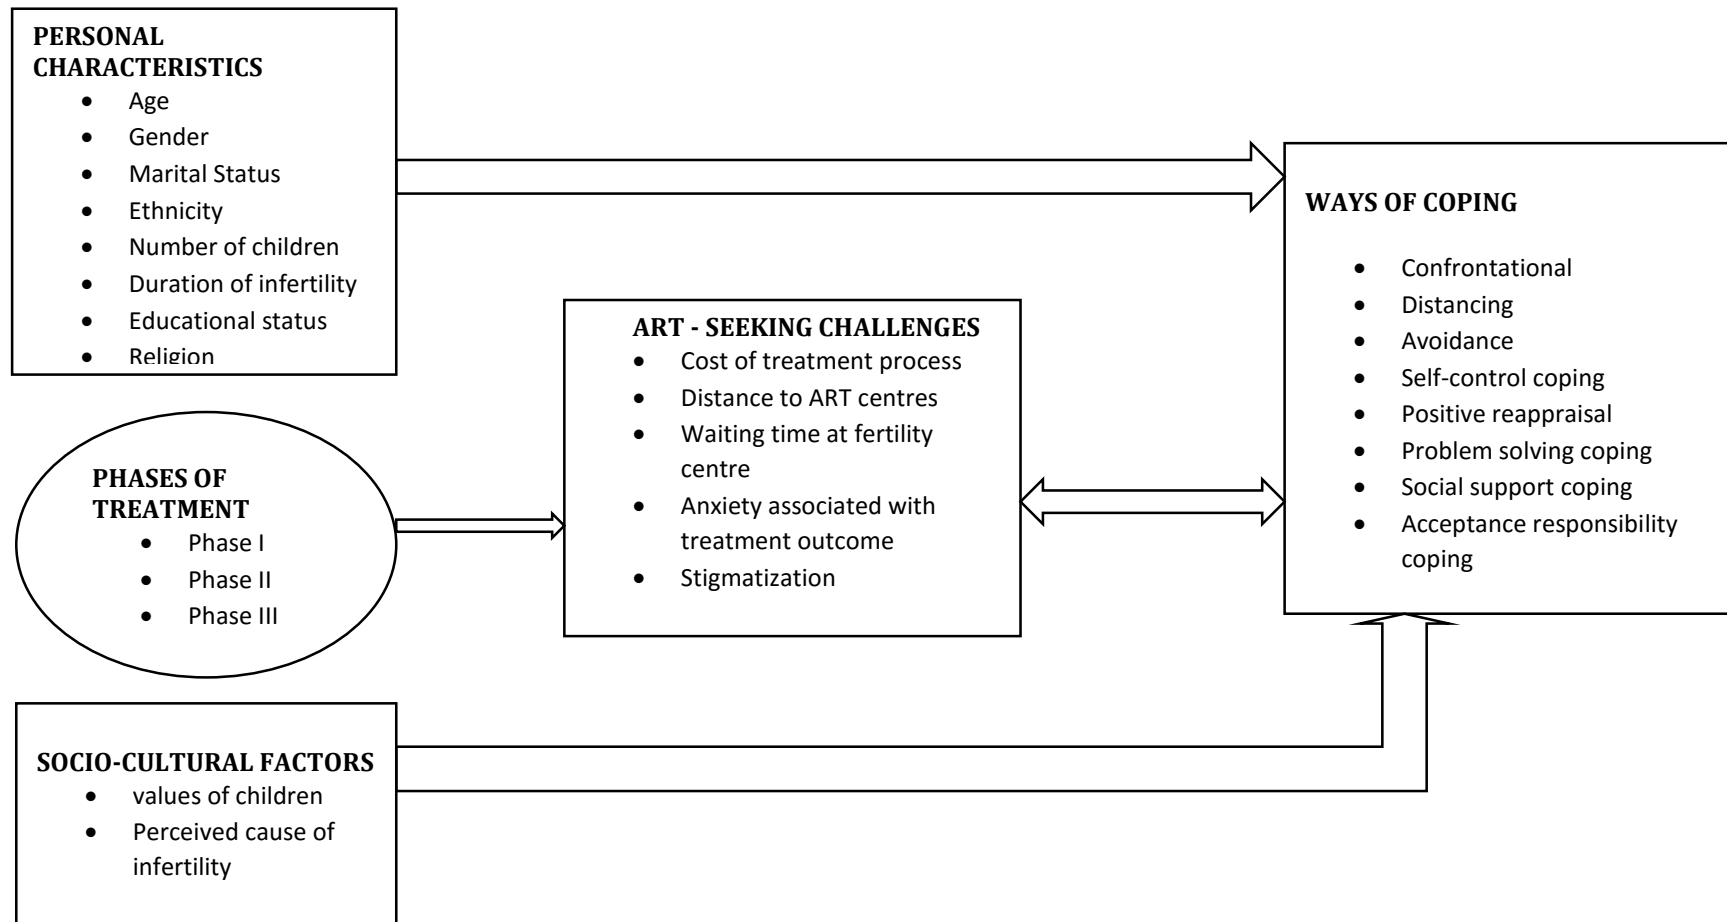 PERSONAL
CHARACTERISTICS
• Age
• Gender
• Marital Status
• Ethnicity
• Number of children
• Duration of infertility
• Educational status
• Religion
PHASES OF
TREATMENT
• Phase I
• Phase II
• Phase III
SOCIO-CULTURAL FACTORS
• values of children
• Perceived cause of
infertility
ART - SEEKING CHALLENGES
• Cost of treatment process
• Distance to ART centres
• Waiting time at fertility
centre
• Anxiety associated with
treatment outcome
• Stigmatization
WAYS OF COPING
• Confrontational
• Distancing
• Avoidance
• Self-control coping
• Positive reappraisal
• Problem solving coping
• Social support coping
• Acceptance responsibility
coping